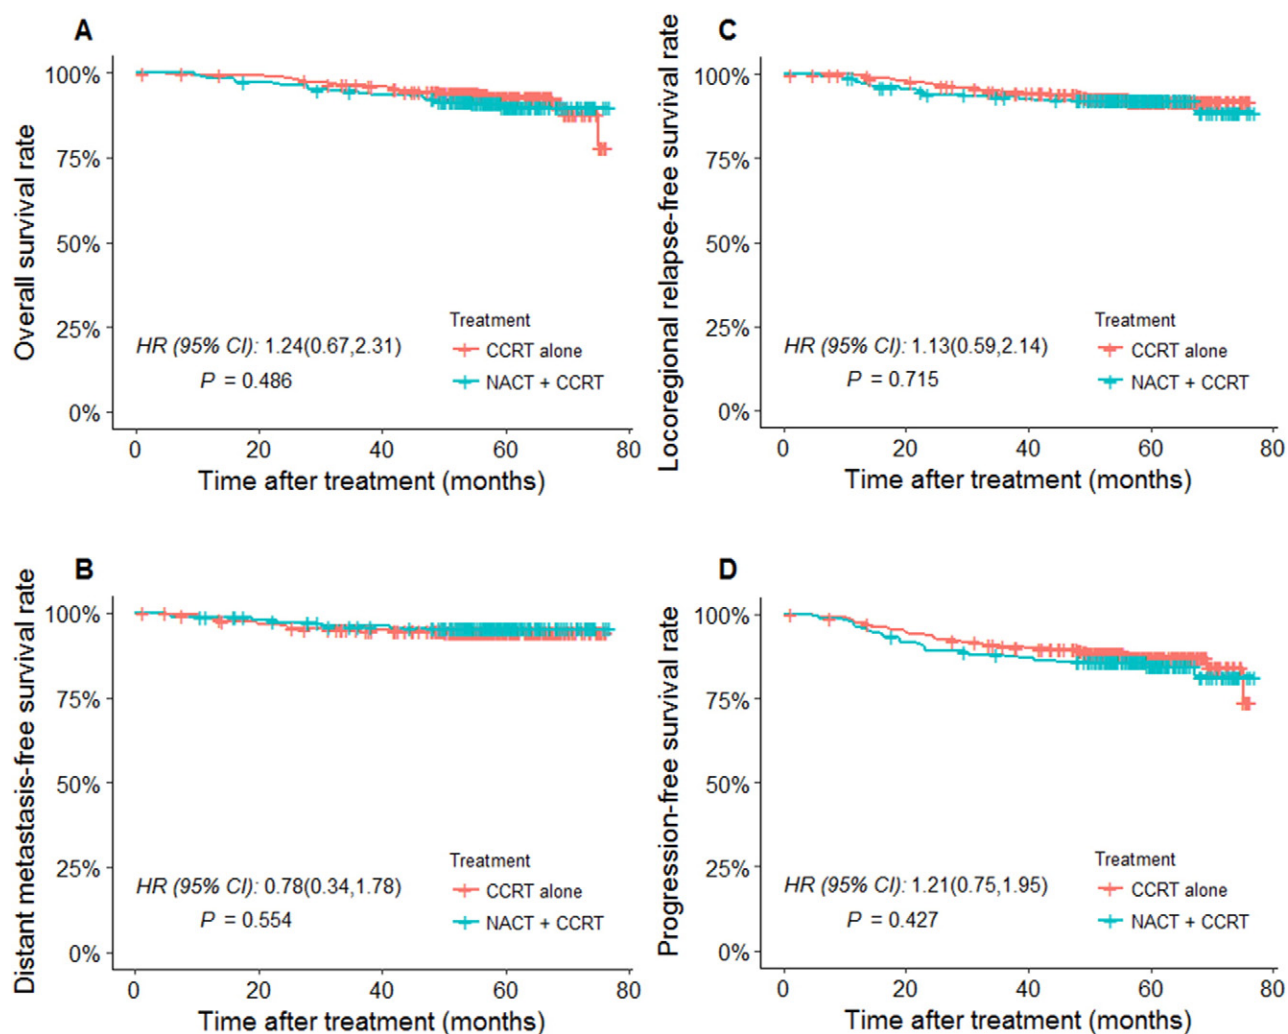 A
Overall survival rate
100%
75%
50%
25%
0%
HR (95% CI): 1.24(0.67,2.31)
P = 0.486
Treatment
CCRT alone
NACT + CCRT
0 20 40 60 80
Time after treatment (months)
C
Locoregional relapse-free survival rate
100%
75%
50%
25%
0%
HR (95% CI): 1.13(0.59,2.14)
P = 0.715
Treatment
CCRT alone
NACT + CCRT
0 20 40 60 80
Time after treatment (months)
B
Distant metastasis-free survival rate
100%
75%
50%
25%
0%
HR (95% CI): 0.78(0.34,1.78)
P = 0.554
Treatment
CCRT alone
NACT + CCRT
0 20 40 60 80
Time after treatment (months)
D
Progression-free survival rate
100%
75%
50%
25%
0%
HR (95% CI): 1.21(0.75,1.95)
P = 0.427
Treatment
CCRT alone
NACT + CCRT
0 20 40 60 80
Time after treatment (months)